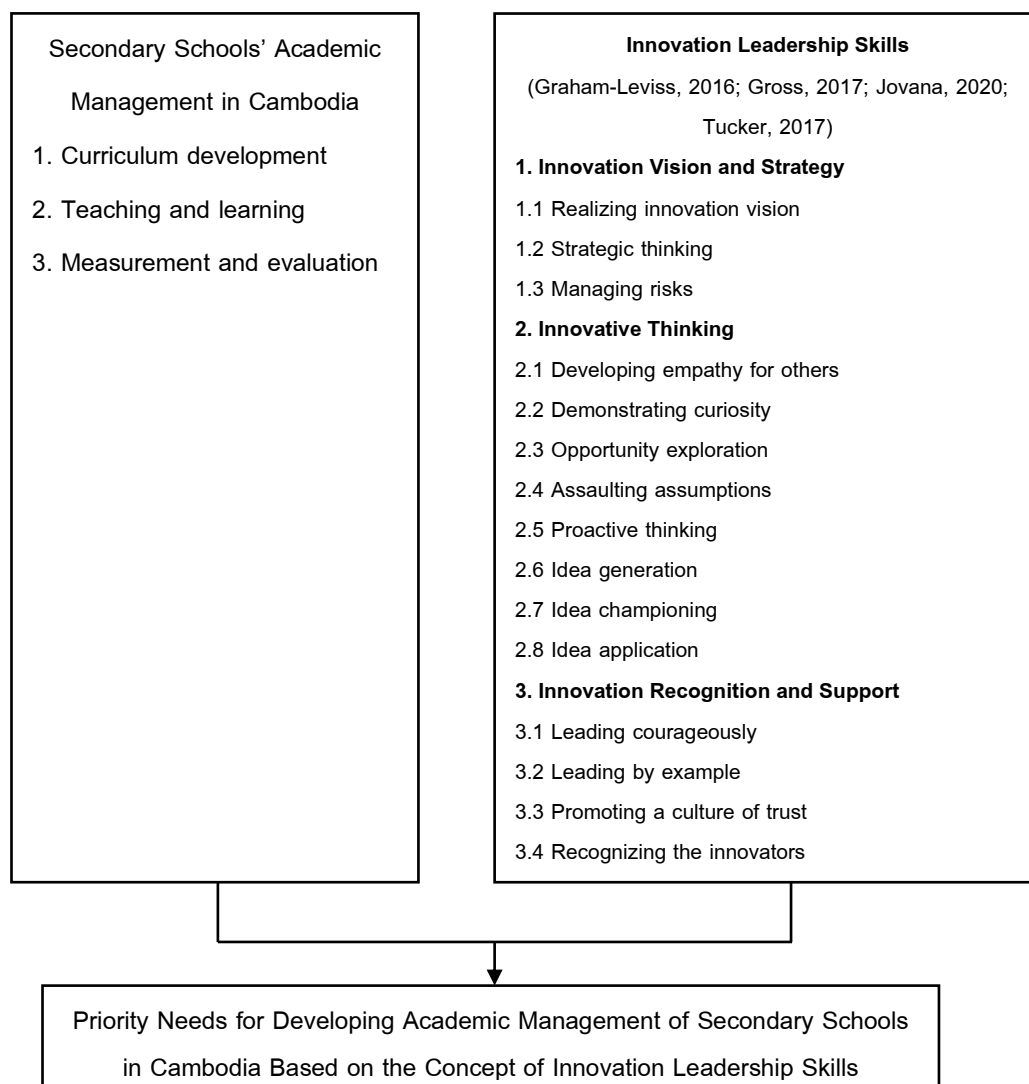 Secondary Schools’ Academic
Management in Cambodia
1. Curriculum development
2. Teaching and learning
3. Measurement and evaluation
Innovation Leadership Skills
(Graham-Leviss, 2016; Gross, 2017; Jovana, 2020;
Tucker, 2017)
1. Innovation Vision and Strategy
1.1 Realizing innovation vision
1.2 Strategic thinking
1.3 Managing risks
2. Innovative Thinking
2.1 Developing empathy for others
2.2 Demonstrating curiosity
2.3 Opportunity exploration
2.4 Assaulting assumptions
2.5 Proactive thinking
2.6 Idea generation
2.7 Idea championing
2.8 Idea application
3. Innovation Recognition and Support
3.1 Leading courageously
3.2 Leading by example
3.3 Promoting a culture of trust
3.4 Recognizing the innovators
Priority Needs for Developing Academic Management of Secondary Schools
in Cambodia Based on the Concept of Innovation Leadership Skills